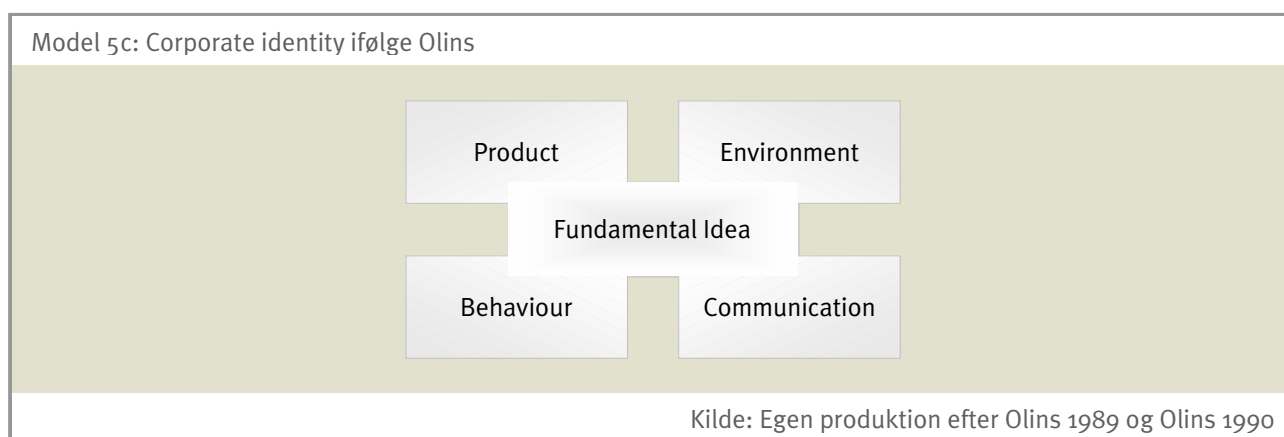 Model 5c: Corporate identity ifølge Olins
Product
Environment
Fundamental Idea
Behaviour
Communication
Kilde: Egen produktion efter Olins 1989 og Olins 1990